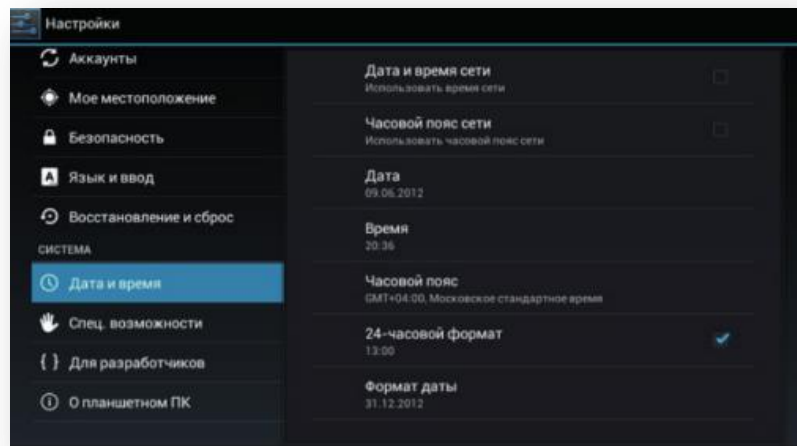 Настройки
Аккаунты
Мое местоположение
Безопасность
Язык и ввод
Восстановление и сброс
СИСТЕМА
Дата и время
Спец. возможности
Для разработчиков
О планшетном ПК
Дата и время сети
Использовать время сети
Часовой пояс сети
Использовать часовой пояс сети
Дата
09.06.2012
Время
20:36
Часовой пояс
GMT+04:00, Московское стандартное время
24-часовой формат
13:00
Формат даты
31.12.2012